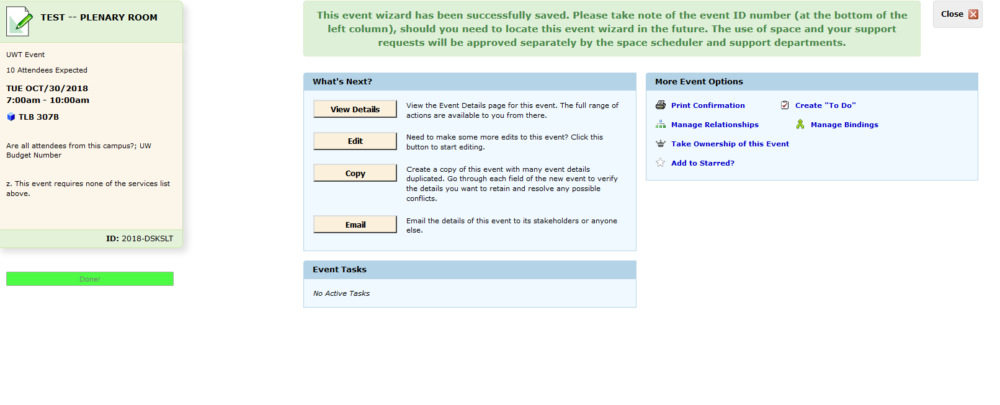 TEST -- PLENARY ROOM
UWT Event
10 Attendees Expected
TUE OCT/30/2018
7:00am - 10:00am
TLB 307B
Are all attendees from this campus?; UW
Budget Number
z. This event requires none of the services list
above.
ID: 2018-DSKSLT
Done!
This event wizard has been successfully saved. Please take note of the event ID number (at the bottom of the
left column), should you need to locate this event wizard in the future. The use of space and your support
requests will be approved separately by the space scheduler and support departments.
Close
What's Next?
View Details
View the Event Details page for this event. The full range of
actions are available to you from there.
Edit
Need to make some more edits to this event? Click this
button to start editing.
Copy
Create a copy of this event with many event details
duplicated. Go through each field of the new event to verify
the details you want to retain and resolve any possible
conflicts.
Email
Email the details of this event to its stakeholders or anyone
else.
Event Tasks
No Active Tasks
More Event Options
Print Confirmation
Create "To Do"
Manage Relationships
Manage Bindings
Take Ownership of this Event
Add to Starred?